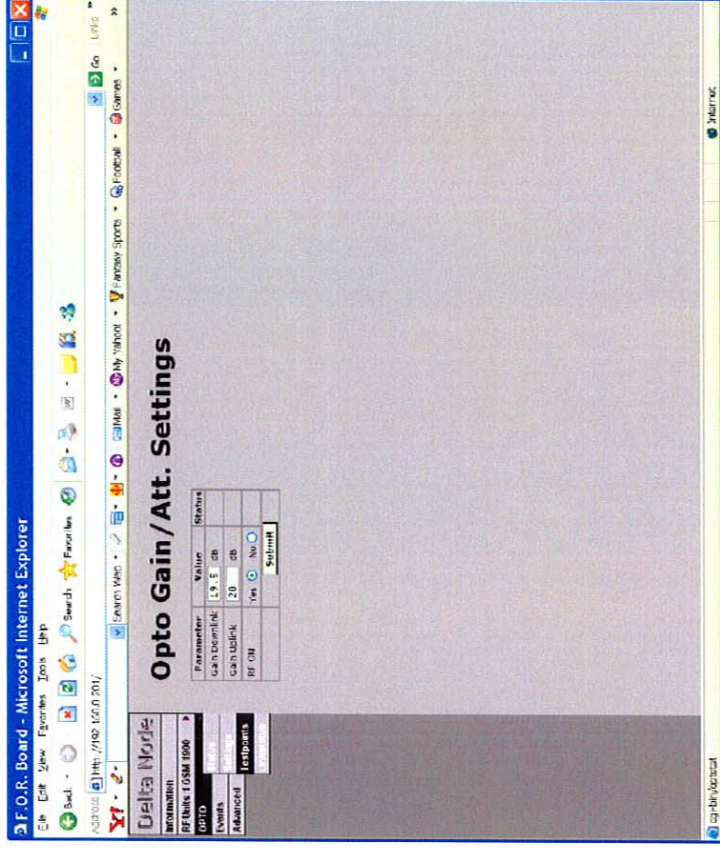 F.O.R. Board - Microsoft Internet Explorer
File Edit View Favorites Tools Help
Back Search Favorites
Address http://192.168.0.201/ Go Links
Search Web Mail My Yahoo! Fantasy Sports Football Games
Delta Node
Information
RF Units 1 GSM 1900
OPTO
Events
Advanced
Testpoints
Opto Gain/Att. Settings
Parameter Value Status
Gain Downlink 19.5 dB
Gain Uplink 20 dB
RF ON Yes No
Submit
Internet